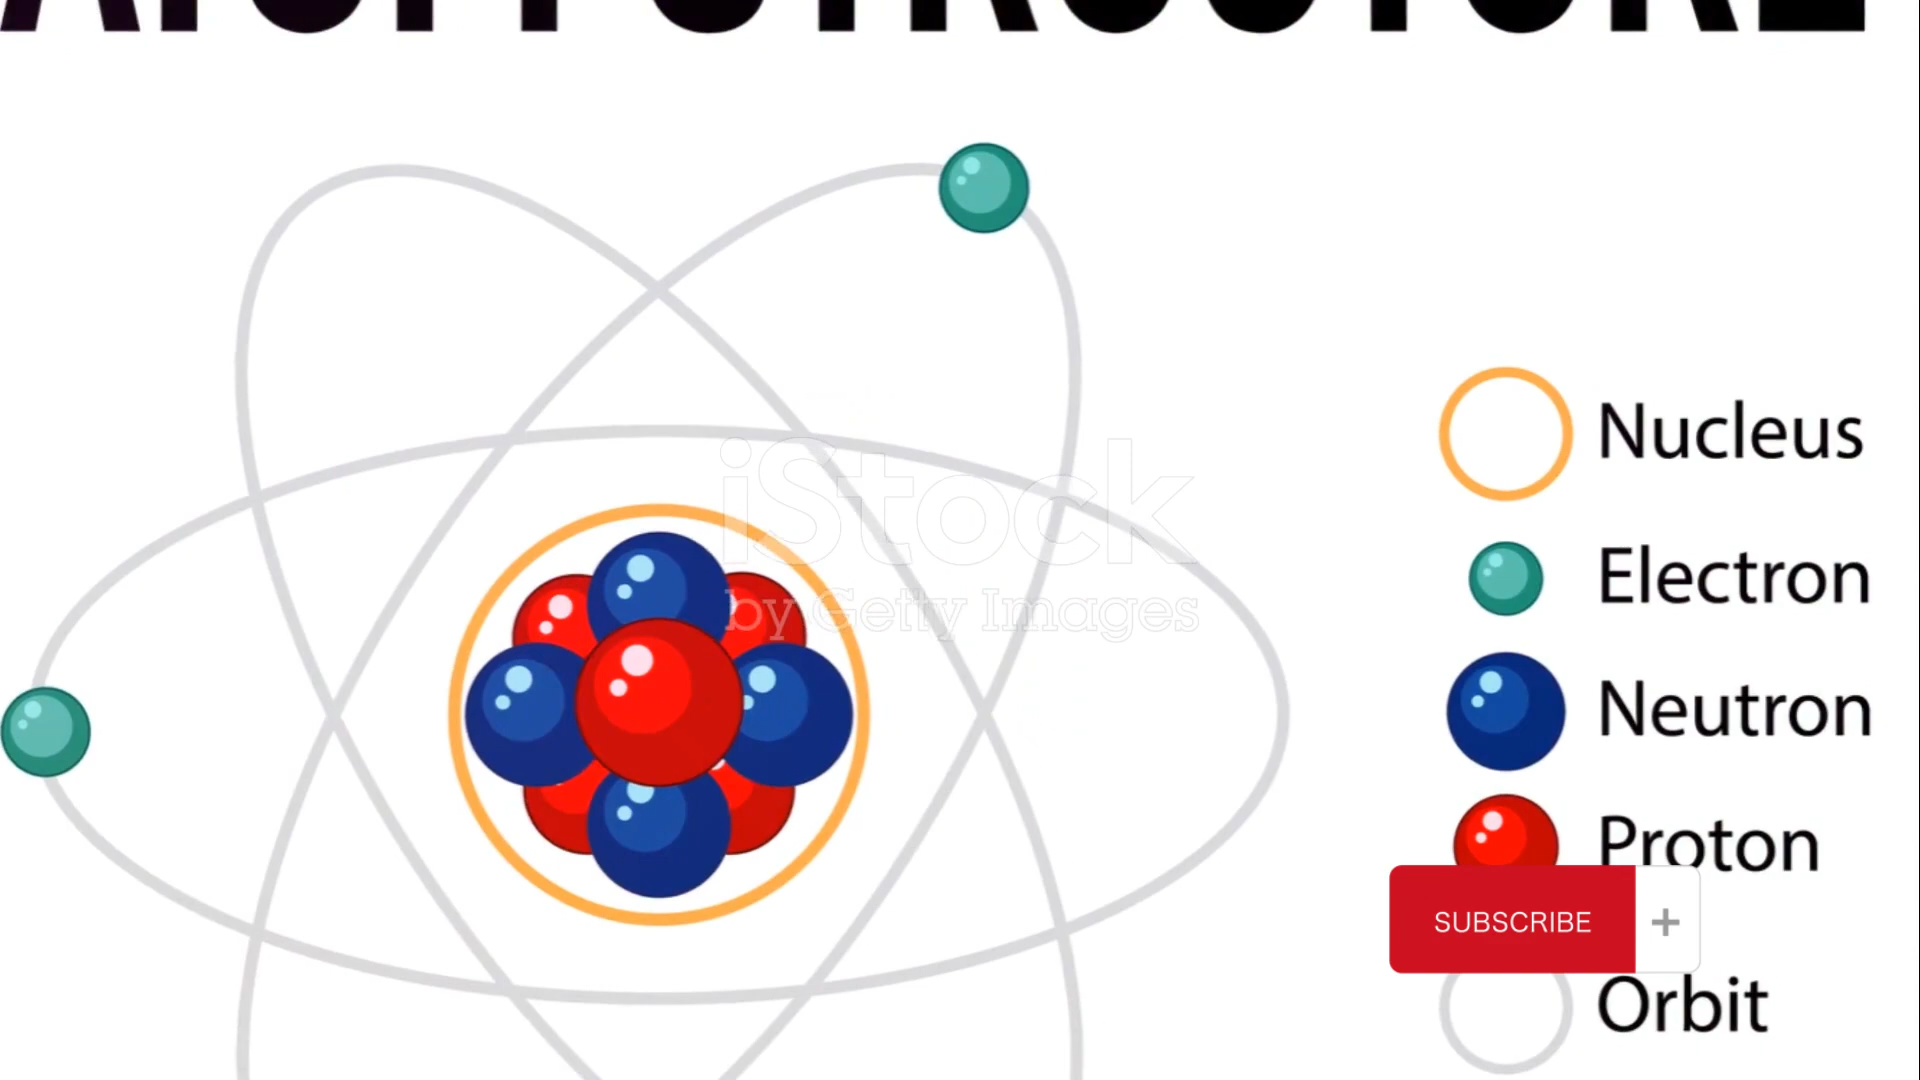 iStock
by Getty Images
Nucleus
Electron
Neutron
Proton
SUBSCRIBE +
Orbit